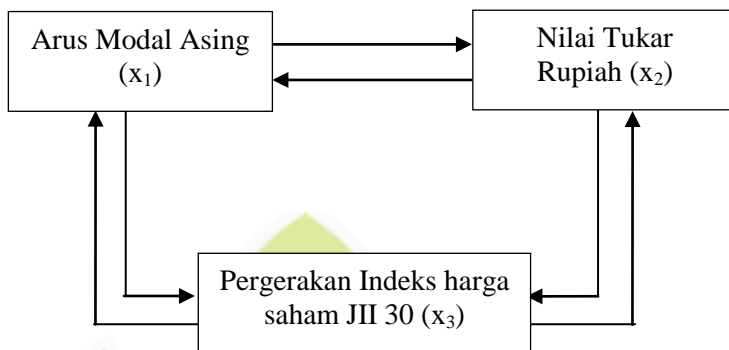 Arus Modal Asing
(x₁)
Nilai Tukar
Rupiah (x₂)
Pergerakan Indeks harga
saham JII 30 (x₃)